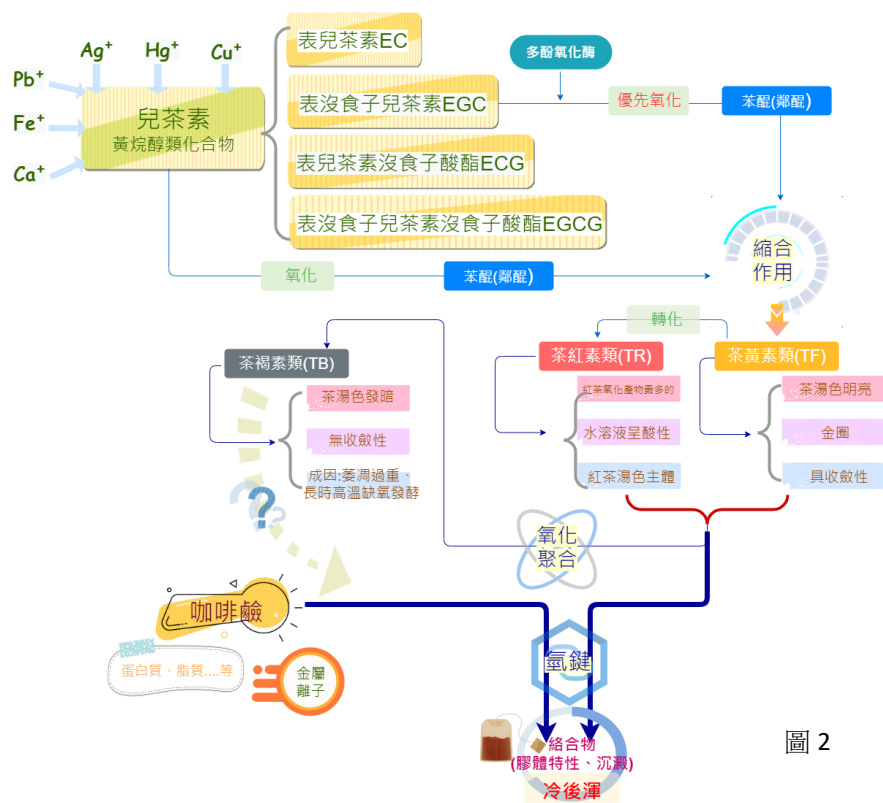 Ag⁺
Hg⁺
Cu⁺
Pb⁺
Fe⁺
Ca⁺
兒茶素
黃烷醇類化合物
表兒茶素EC
表沒食子兒茶素EGC
表兒茶素沒食子酸酯ECG
表沒食子兒茶素沒食子酸酯EGCG
多酚氧化酶
優先氧化
苯醌(鄰醌)
氧化
苯醌(鄰醌)
縮合
作用
轉化
茶褐素類(TB)
茶湯色發暗
無收斂性
成因:萎凋過重、
長時高溫缺氧發酵
茶紅素類(TR)
紅茶氧化產物最多的
水溶液呈酸性
紅茶湯色主體
茶黃素類(TF)
茶湯色明亮
金圈
具收斂性
??
氧化
聚合
咖啡鹼
蛋白質、脂質....等
金屬
離子
氫鍵
絡合物
(膠體特性、沉澱)
冷後渾
圖 2